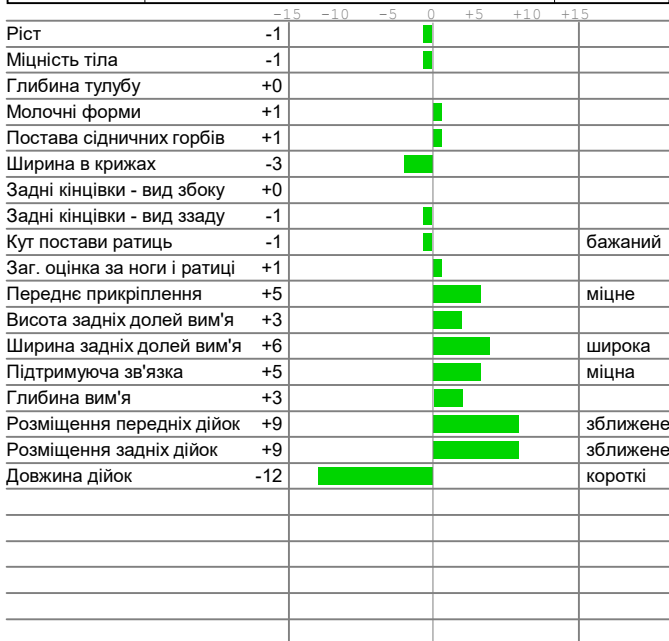 -15 -10 -5 0 +5 +10 +15
Ріст -1
Міцність тіла -1
Глибина тулубу +0
Молочні форми +1
Постава сідничних горбів +1
Ширина в крижах -3
Задні кінцівки - вид збоку +0
Задні кінцівки - вид ззаду -1
Кут постави ратиць -1 бажаний
Заг. оцінка за ноги і ратиці +1
Переднє прикріплення +5 міцне
Висота задніх долей вим'я +3
Ширина задніх долей вим'я +6 широка
Підтримуюча зв'язка +5 міцна
Глибина вим'я +3
Розміщення передніх дійок +9 зближене
Розміщення задніх дійок +9 зближене
Довжина дійок -12 короткі